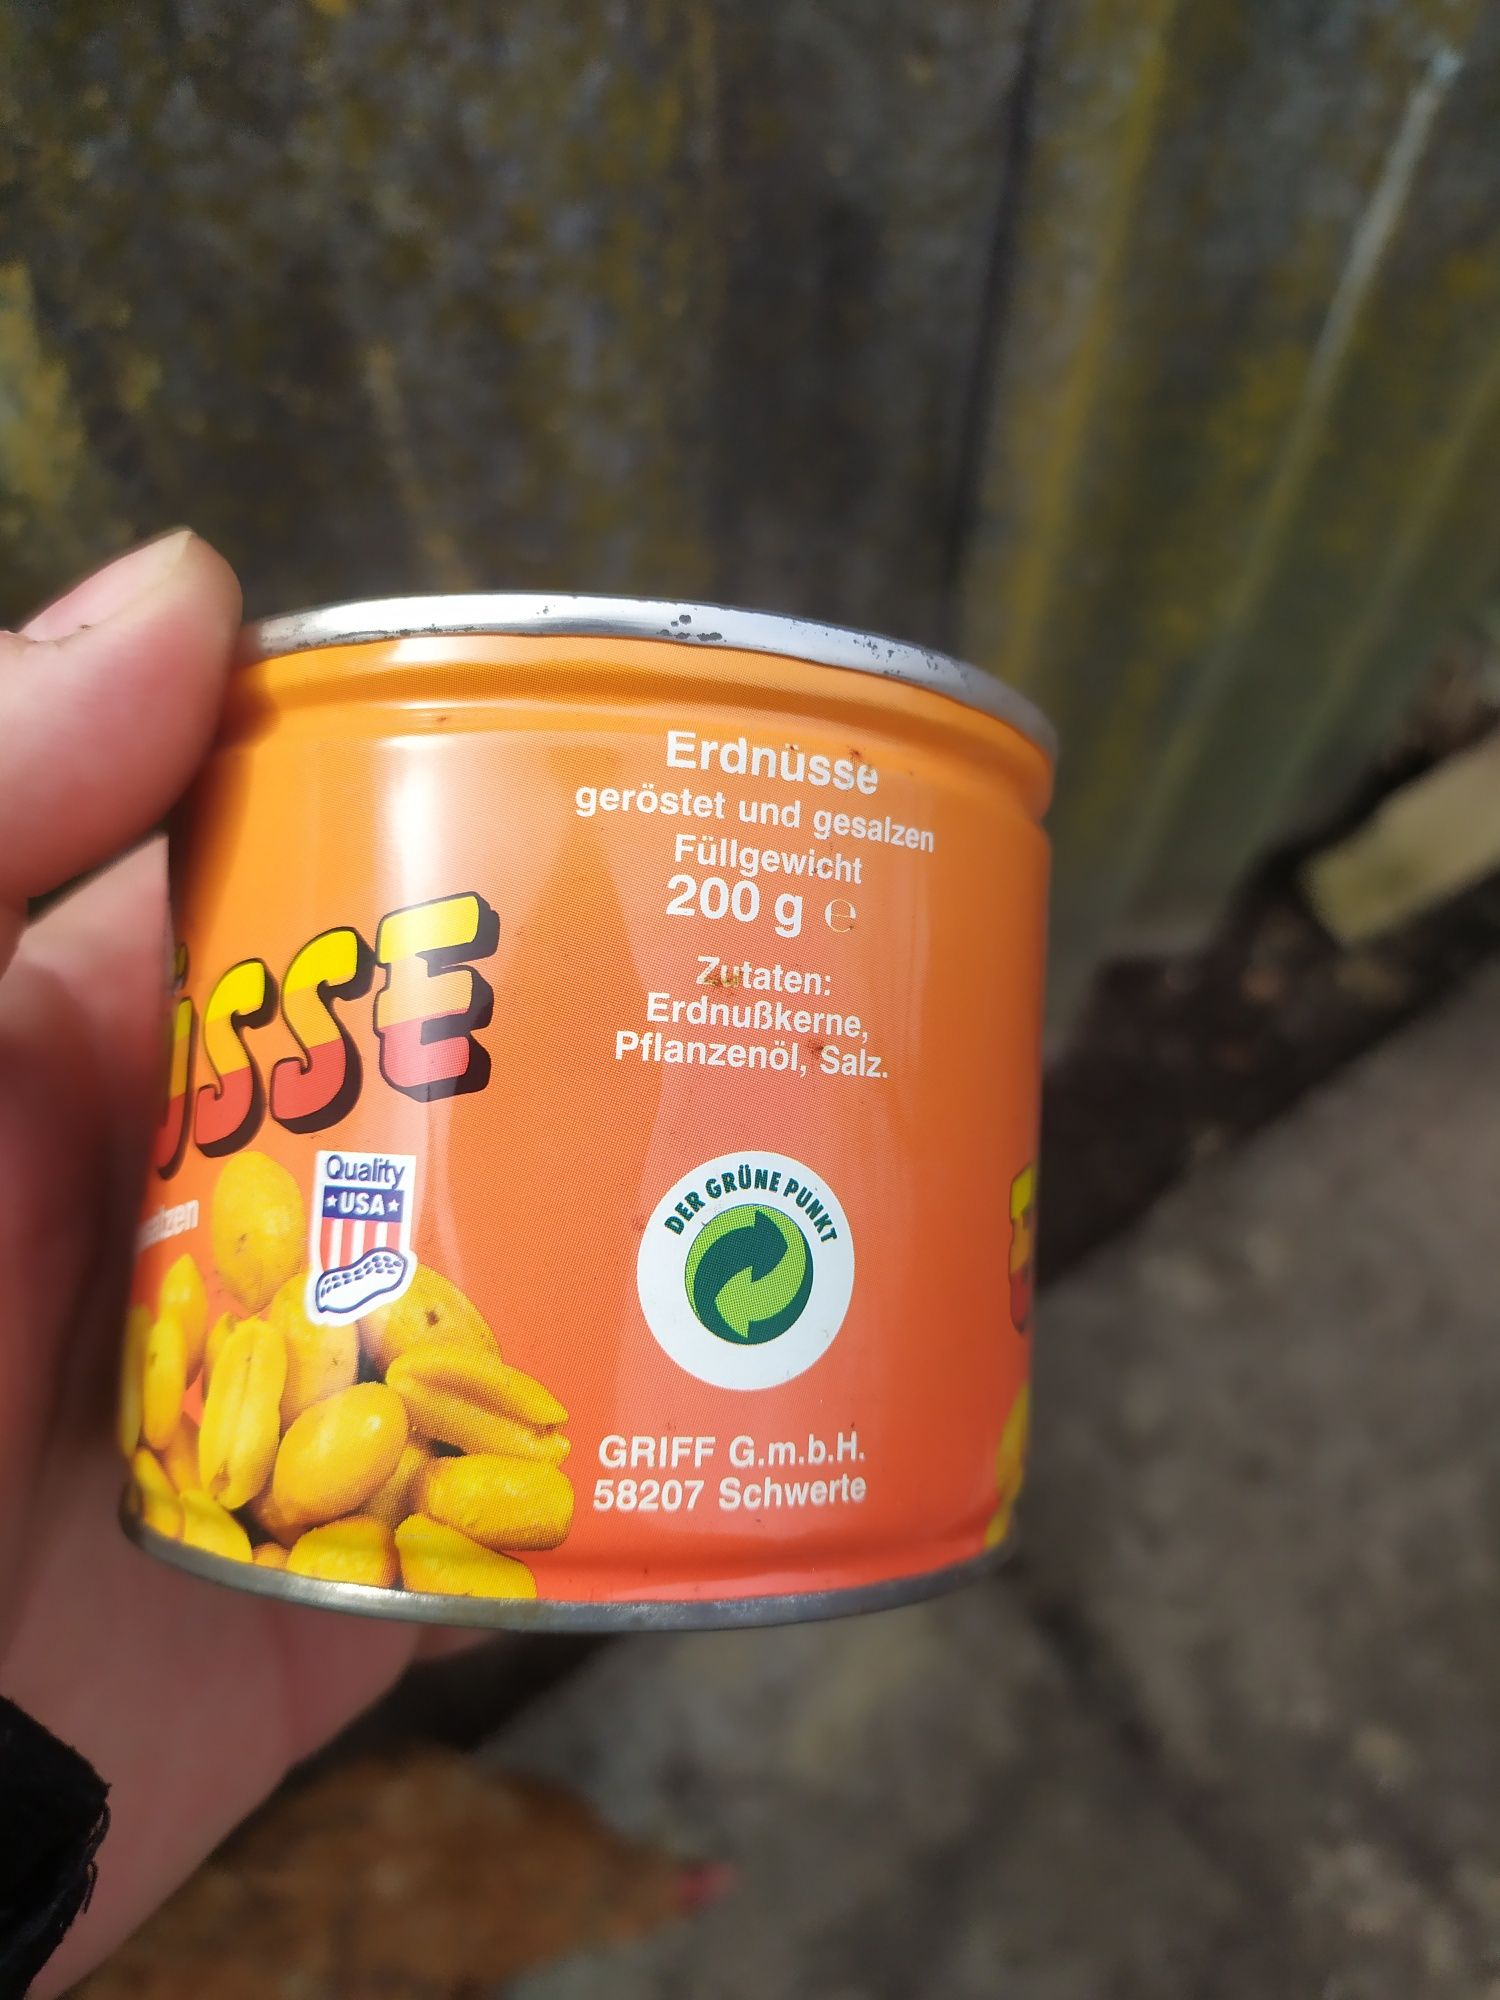 Erdnüsse
geröstet und gesalzen
Füllgewicht
200 g ℮
Zutaten:
Erdnußkerne,
Pflanzenöl, Salz.
ÜSSE
Quality
USA
DER GRÜNE PUNKT
GRIFF G.m.b.H.
58207 Schwerte